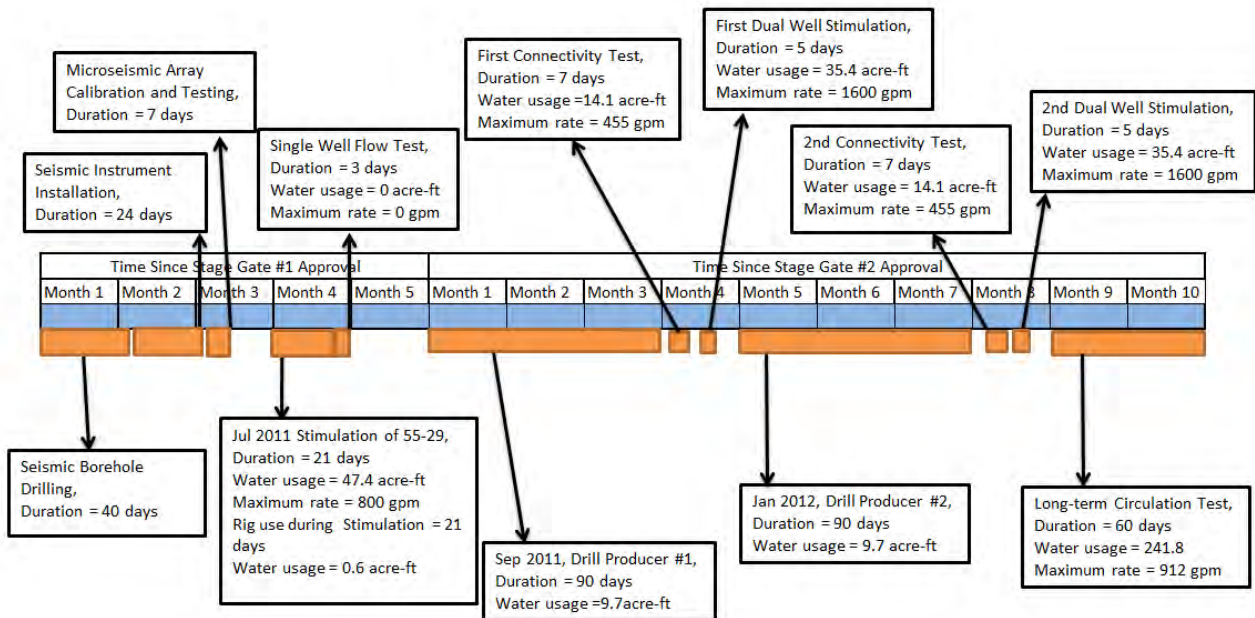 Microseismic Array
Calibration and Testing,
Duration = 7 days
Seismic Instrument
Installation,
Duration = 24 days
Single Well Flow Test,
Duration = 3 days
Water usage = 0 acre-ft
Maximum rate = 0 gpm
First Connectivity Test,
Duration = 7 days
Water usage =14.1 acre-ft
Maximum rate = 455 gpm
First Dual Well Stimulation,
Duration = 5 days
Water usage = 35.4 acre-ft
Maximum rate = 1600 gpm
2nd Connectivity Test,
Duration = 7 days
Water usage = 14.1 acre-ft
Maximum rate = 455 gpm
2nd Dual Well Stimulation,
Duration = 5 days
Water usage = 35.4 acre-ft
Maximum rate = 1600 gpm
Time Since Stage Gate #1 Approval
Time Since Stage Gate #2 Approval
Month 1 Month 2 Month 3 Month 4 Month 5 Month 1 Month 2 Month 3 Month 4 Month 5 Month 6 Month 7 Month 8 Month 9 Month 10
Seismic Borehole
Drilling,
Duration = 40 days
Jul 2011 Stimulation of 55-29,
Duration = 21 days
Water usage = 47.4 acre-ft
Maximum rate = 800 gpm
Rig use during Stimulation = 21
days
Water usage = 0.6 acre-ft
Sep 2011, Drill Producer #1,
Duration = 90 days
Water usage =9.7acre-ft
Jan 2012, Drill Producer #2,
Duration = 90 days
Water usage = 9.7 acre-ft
Long-term Circulation Test,
Duration = 60 days
Water usage = 241.8
Maximum rate = 912 gpm